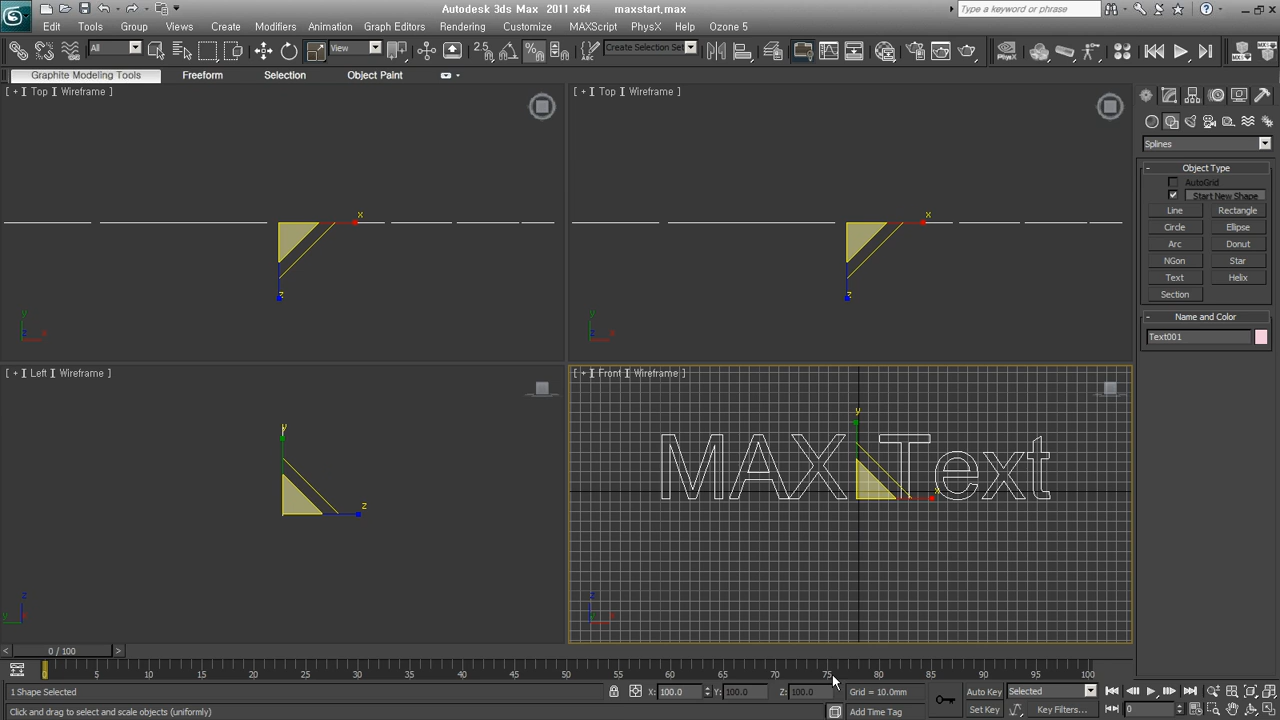 Autodesk 3ds Max 2011 x64 maxstart.max
Type a keyword or phrase
Edit Tools Group Views Create Modifiers Animation Graph Editors Rendering Customize MAXScript PhysX Help Ozone 5
All View Create Selection Set
Graphite Modeling Tools Freeform Selection Object Paint
[ + ] Top ] Wireframe ]
[ + ] Top ] Wireframe ]
Splines
Object Type
AutoGrid
Start New Shape
Line Rectangle
Circle Ellipse
Arc Donut
NGon Star
Text Helix
Section
Name and Color
Text001
x
z
y
z x
x
z
y
z x
[ + ] Left ] Wireframe ]
[ + ] Front ] Wireframe ]
y
z
z
y x
y
MAX Text
x
z
x
0 / 100
0 5 10 15 20 25 30 35 40 45 50 55 60 65 70 75 80 85 90 95 100
1 Shape Selected X: 100.0 Y: 100.0 Z: 100.0 Grid = 10.0mm Auto Key Selected
Click and drag to select and scale objects (uniformly) Add Time Tag Set Key Key Filters... 0